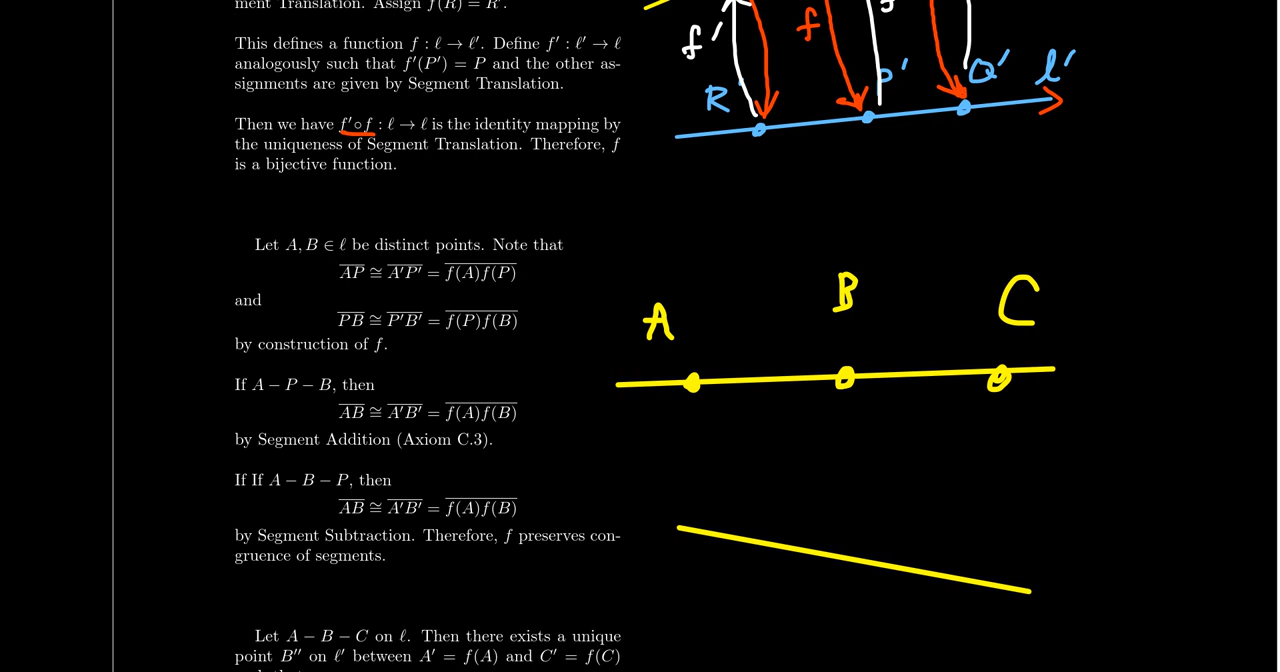 ment Translation. Assign f(R) = R′.
This defines a function f : ℓ → ℓ′. Define f′ : ℓ′ → ℓ
analogously such that f′(P′) = P and the other as-
signments are given by Segment Translation.
Then we have f′∘f : ℓ → ℓ is the identity mapping by
the uniqueness of Segment Translation. Therefore, f
is a bijective function.
Let A, B ∈ ℓ be distinct points. Note that
A̅P̅ ≅ A̅′P̅′ = f̅(A)f(P)
and
P̅B̅ ≅ P̅′B̅′ = f̅(P)f(B)
by construction of f.
If A − P − B, then
A̅B̅ ≅ A̅′B̅′ = f̅(A)f(B)
by Segment Addition (Axiom C.3).
If If A − B − P, then
A̅B̅ ≅ A̅′B̅′ = f̅(A)f(B)
by Segment Subtraction. Therefore, f preserves con-
gruence of segments.
Let A − B − C on ℓ. Then there exists a unique
point B″ on ℓ′ between A′ = f(A) and C′ = f(C)
f′
f
R′
P′
Q′
ℓ′
A
B
C